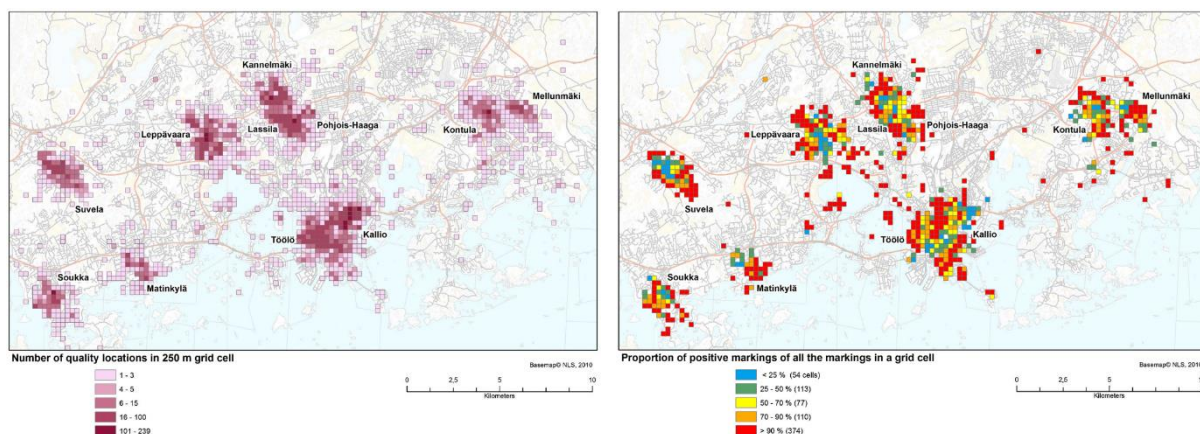 Kannelmäki
Mellunmäki
Leppävaara
Lassila
Pohjois-Haaga
Kontula
Suvela
Töölö
Kallio
Soukka
Matinkylä
Number of quality locations in 250 m grid cell
Basemap© NLS, 2010
1 - 3
4 - 5
6 - 15
16 - 100
101 - 239
0 2,5 5 10
Kilometers
Kannelmäki
Mellunmäki
Leppävaara
Lassila
Pohjois-Haaga
Kontula
Suvela
Töölö
Kallio
Soukka
Matinkylä
Proportion of positive markings of all the markings in a grid cell
Basemap© NLS, 2010
< 25 % (54 cells)
25 - 50 % (113)
50 - 70 % (77)
70 - 90 % (110)
> 90 % (374)
0 2,5 5 10
Kilometers